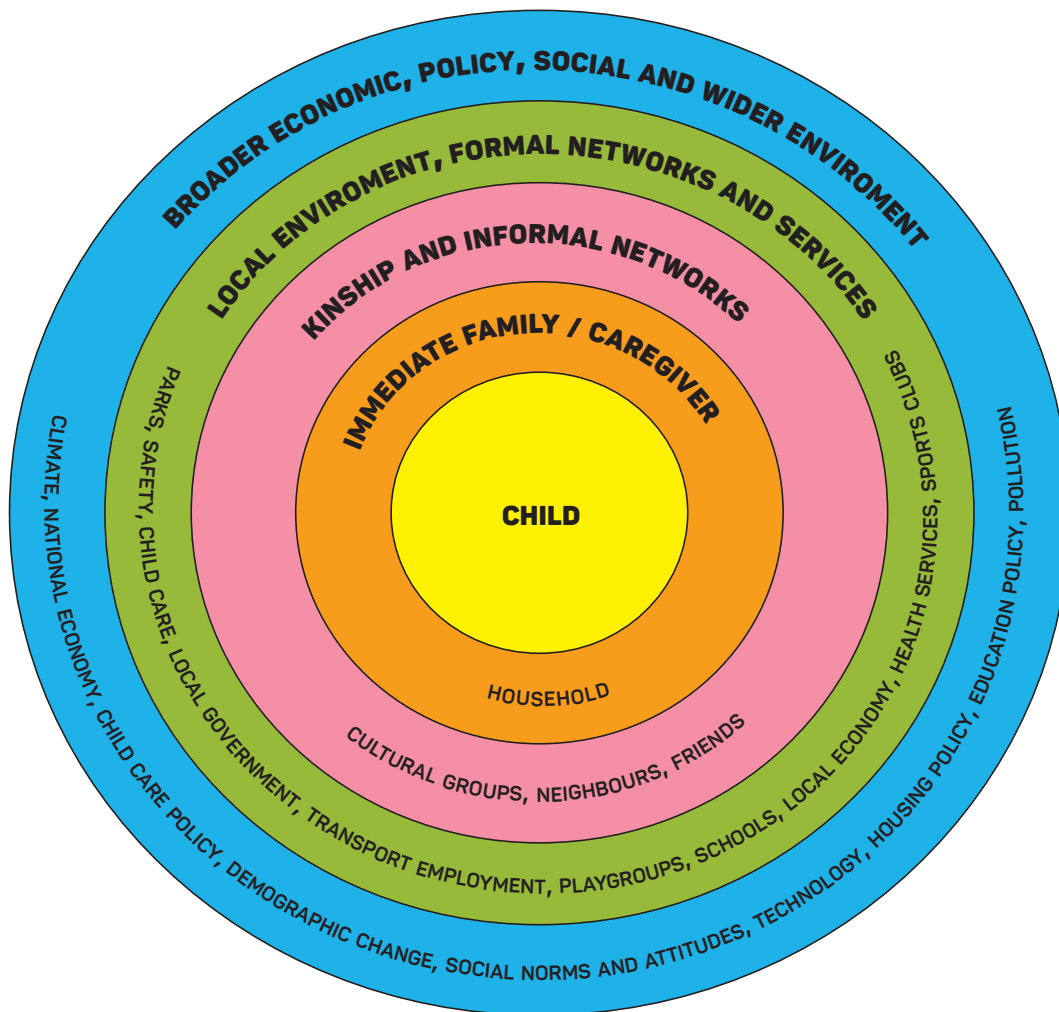 BROADER ECONOMIC, POLICY, SOCIAL AND WIDER ENVIROMENT
LOCAL ENVIROMENT, FORMAL NETWORKS AND SERVICES
KINSHIP AND INFORMAL NETWORKS
IMMEDIATE FAMILY / CAREGIVER
CHILD
HOUSEHOLD
CULTURAL GROUPS, NEIGHBOURS, FRIENDS
PARKS, SAFETY, CHILD CARE, LOCAL GOVERNMENT, TRANSPORT EMPLOYMENT, PLAYGROUPS, SCHOOLS, LOCAL ECONOMY, HEALTH SERVICES, SPORTS CLUBS
CLIMATE, NATIONAL ECONOMY, CHILD CARE POLICY, DEMOGRAPHIC CHANGE, SOCIAL NORMS AND ATTITUDES, TECHNOLOGY, HOUSING POLICY, EDUCATION POLICY, POLLUTION